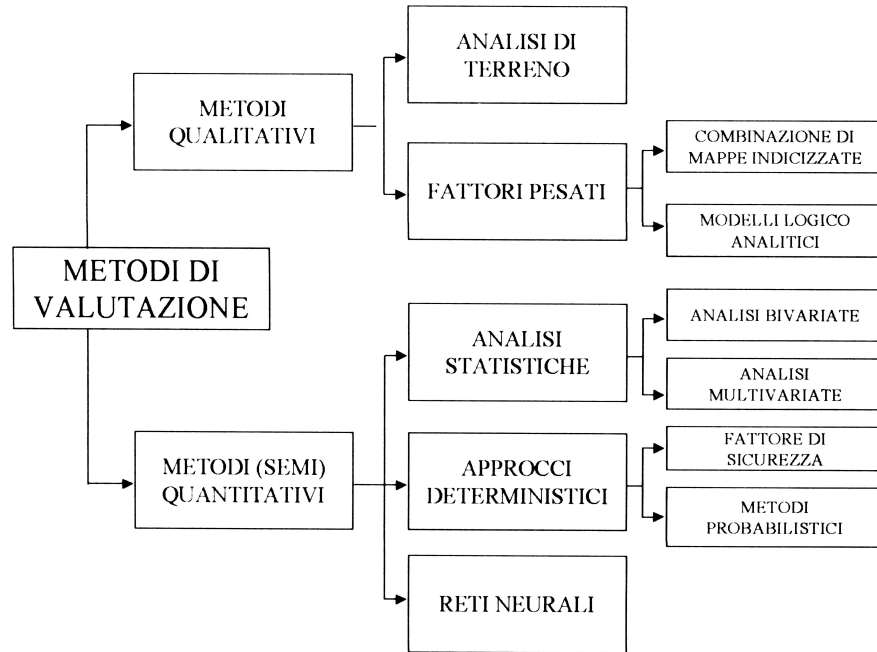 METODI DI
VALUTAZIONE
METODI
QUALITATIVI
ANALISI DI
TERRENO
FATTORI PESATI
COMBINAZIONE DI
MAPPE INDICIZZATE
MODELLI LOGICO
ANALITICI
METODI (SEMI)
QUANTITATIVI
ANALISI
STATISTICHE
ANALISI BIVARIATE
ANALISI
MULTIVARIATE
APPROCCI
DETERMINISTICI
FATTORE DI
SICUREZZA
METODI
PROBABILISTICI
RETI NEURALI